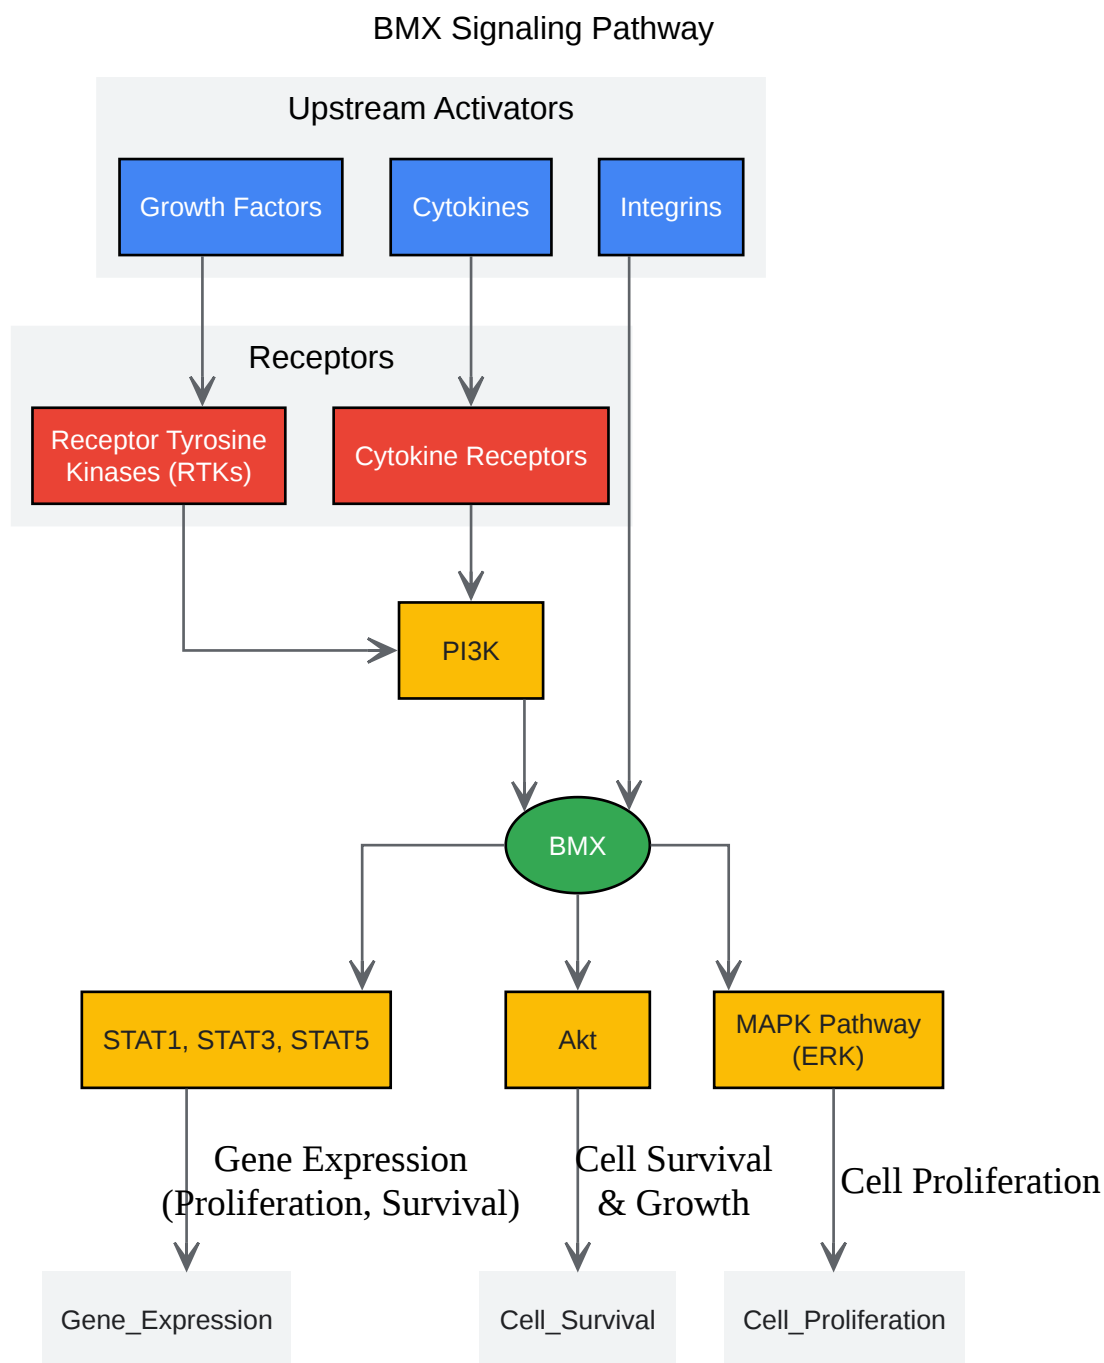 BMX Signaling Pathway
Upstream Activators
Growth Factors
Cytokines
Integrins
Receptors
Receptor Tyrosine
Kinases (RTKs)
Cytokine Receptors
PI3K
BMX
STAT1, STAT3, STAT5
Akt
MAPK Pathway
(ERK)
Gene Expression
(Proliferation, Survival)
Cell Survival
& Growth
Cell Proliferation
Gene_Expression
Cell_Survival
Cell_Proliferation